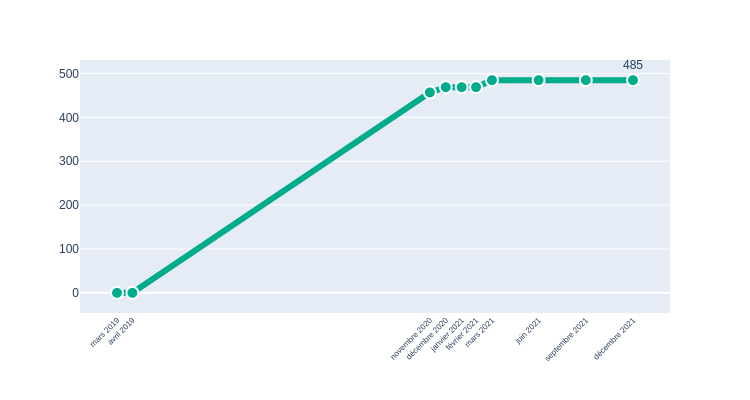 485
500
400
300
200
100
0
mars 2019
avril 2019
novembre 2020
décembre 2020
janvier 2021
février 2021
mars 2021
juin 2021
septembre 2021
décembre 2021